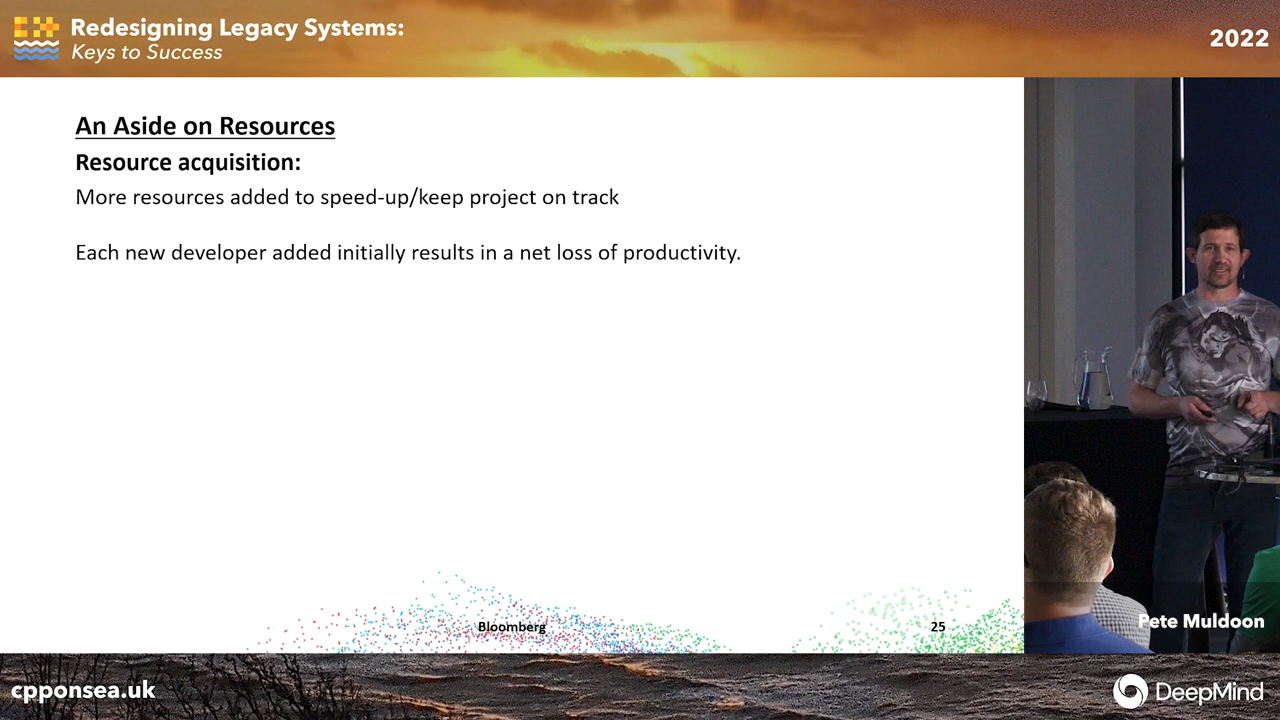 Redesigning Legacy Systems:
Keys to Success
2022
An Aside on Resources
Resource acquisition:
More resources added to speed-up/keep project on track
Each new developer added initially results in a net loss of productivity.
Bloomberg
25
Pete Muldoon
cpponsea.uk
DeepMind